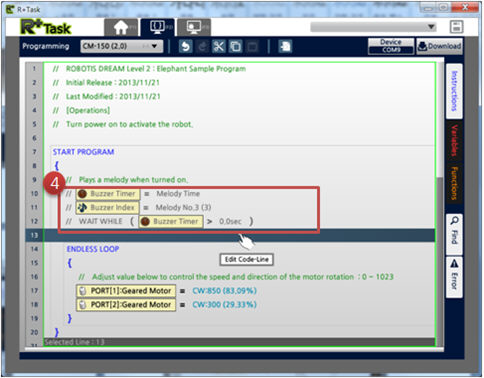 R+Task
R+Task
Programming CM-150 (2,0) Device COM9 Download
1 // ROBOTIS DREAM Level 2 : Elephant Sample Program
2 // Initial Release : 2013/11/21
3 // Last Modified : 2013/11/21
4 // [Operations]
5 // Turn power on to activate the robot,
6
7 START PROGRAM
8 {
4
9 // Plays a melody when turned on,
10 // Buzzer Timer = Melody Time
11 // Buzzer Index = Melody No,3 (3)
12 // WAIT WHILE ( Buzzer Timer > 0,0sec )
13
Edit Code-Line
14 ENDLESS LOOP
15 {
16 // Adjust value below to control the speed and direction of the motor rotation : 0 ~ 1023
17 PORT[1]:Geared Motor = CW:850 (83,09%)
18 PORT[2]:Geared Motor = CW:300 (29,33%)
19 }
20 }
21
Selected Line : 13
Instructions
Variables
Functions
Find
Error